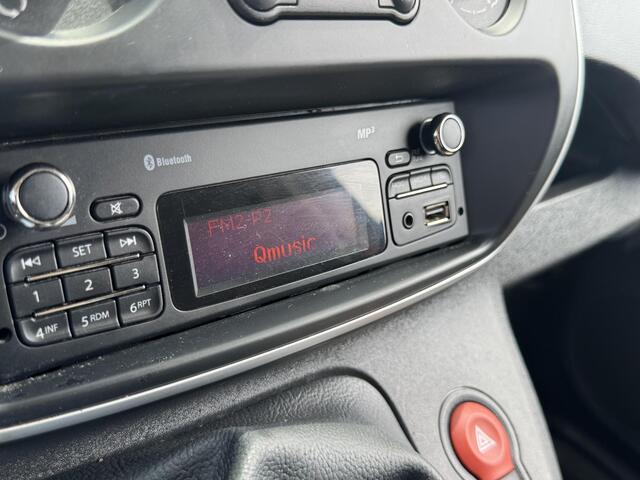 Bluetooth
MP3
FM2-P2
Qmusic
SET
1
2
3
4 INF
5 RDM
6 RPT